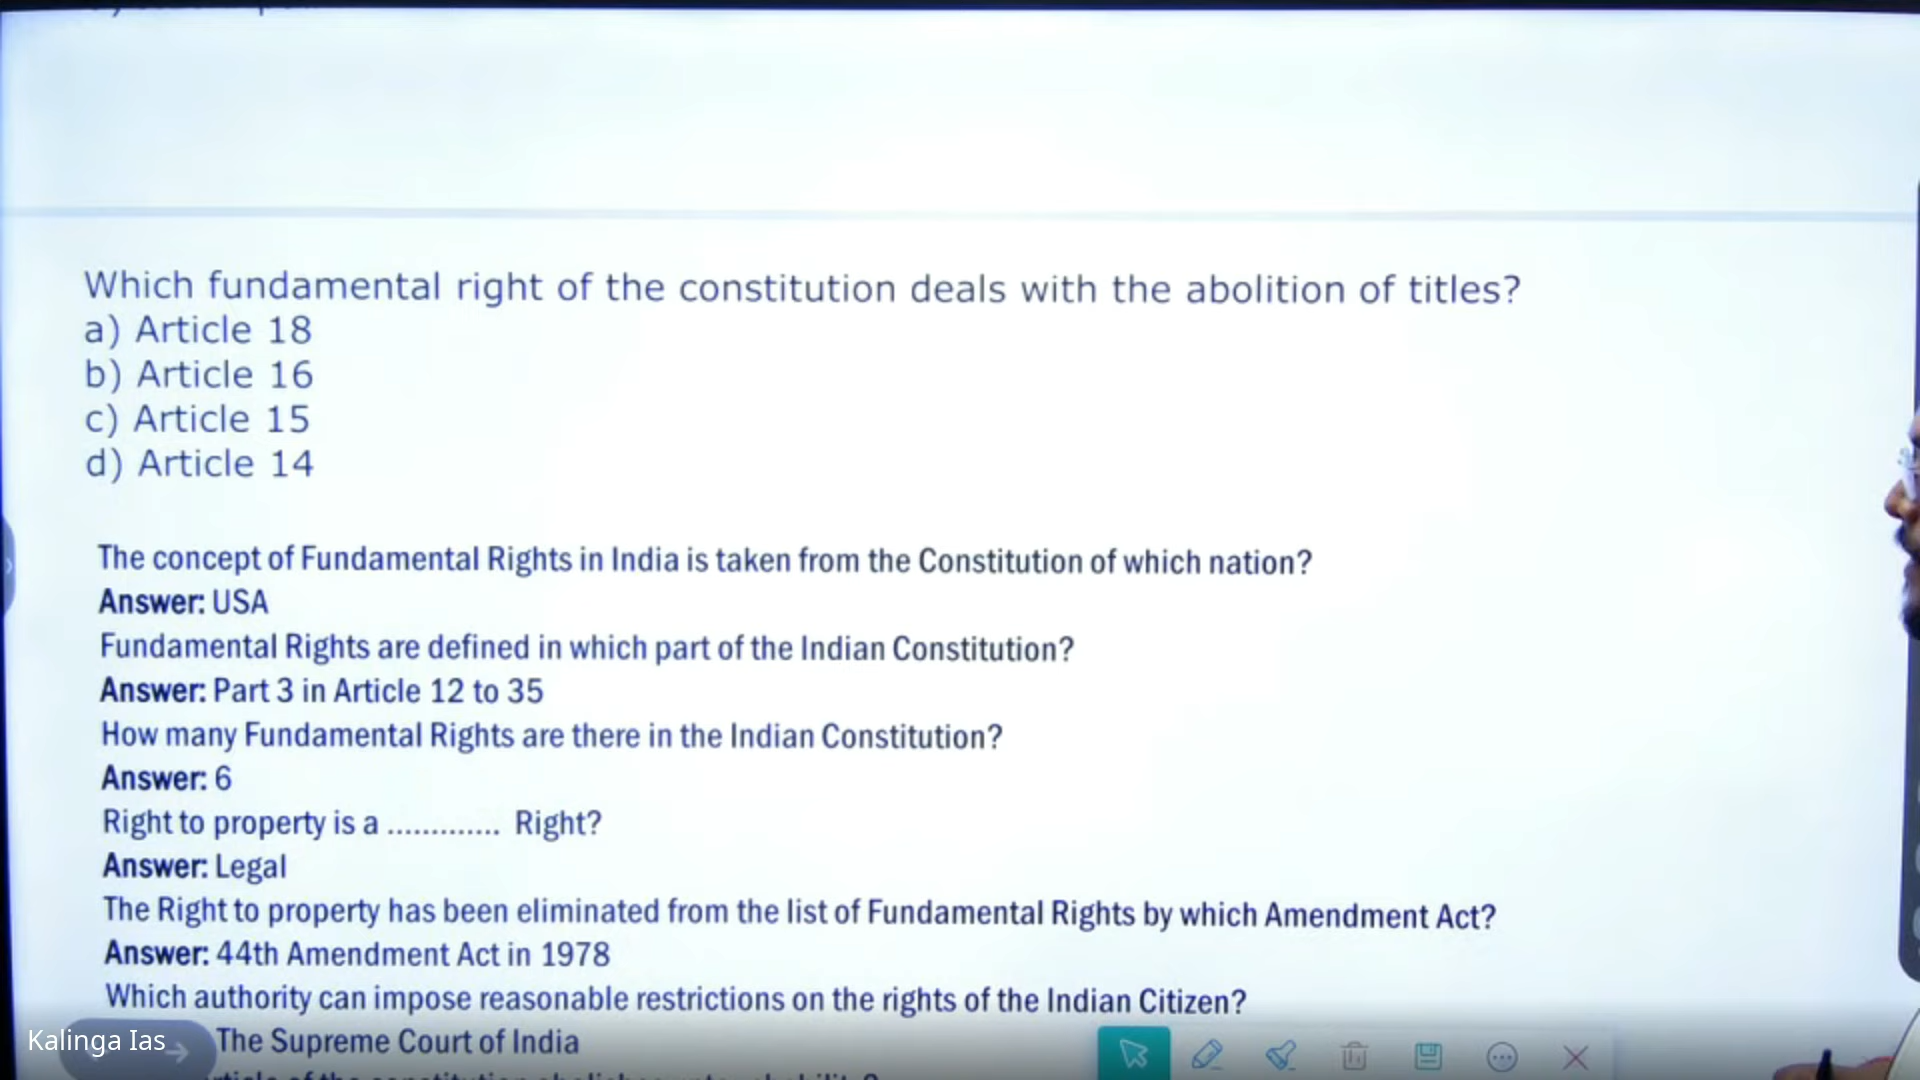 Which fundamental right of the constitution deals with the abolition of titles?
a) Article 18
b) Article 16
c) Article 15
d) Article 14
The concept of Fundamental Rights in India is taken from the Constitution of which nation?
Answer: USA
Fundamental Rights are defined in which part of the Indian Constitution?
Answer: Part 3 in Article 12 to 35
How many Fundamental Rights are there in the Indian Constitution?
Answer: 6
Right to property is a ............. Right?
Answer: Legal
The Right to property has been eliminated from the list of Fundamental Rights by which Amendment Act?
Answer: 44th Amendment Act in 1978
Which authority can impose reasonable restrictions on the rights of the Indian Citizen?
The Supreme Court of India
Kalinga Ias